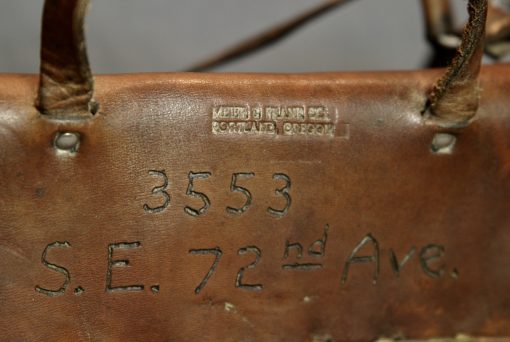 MEIER & FRANK CO.
PORTLAND, OREGON
3553
S.E. 72nd Ave.